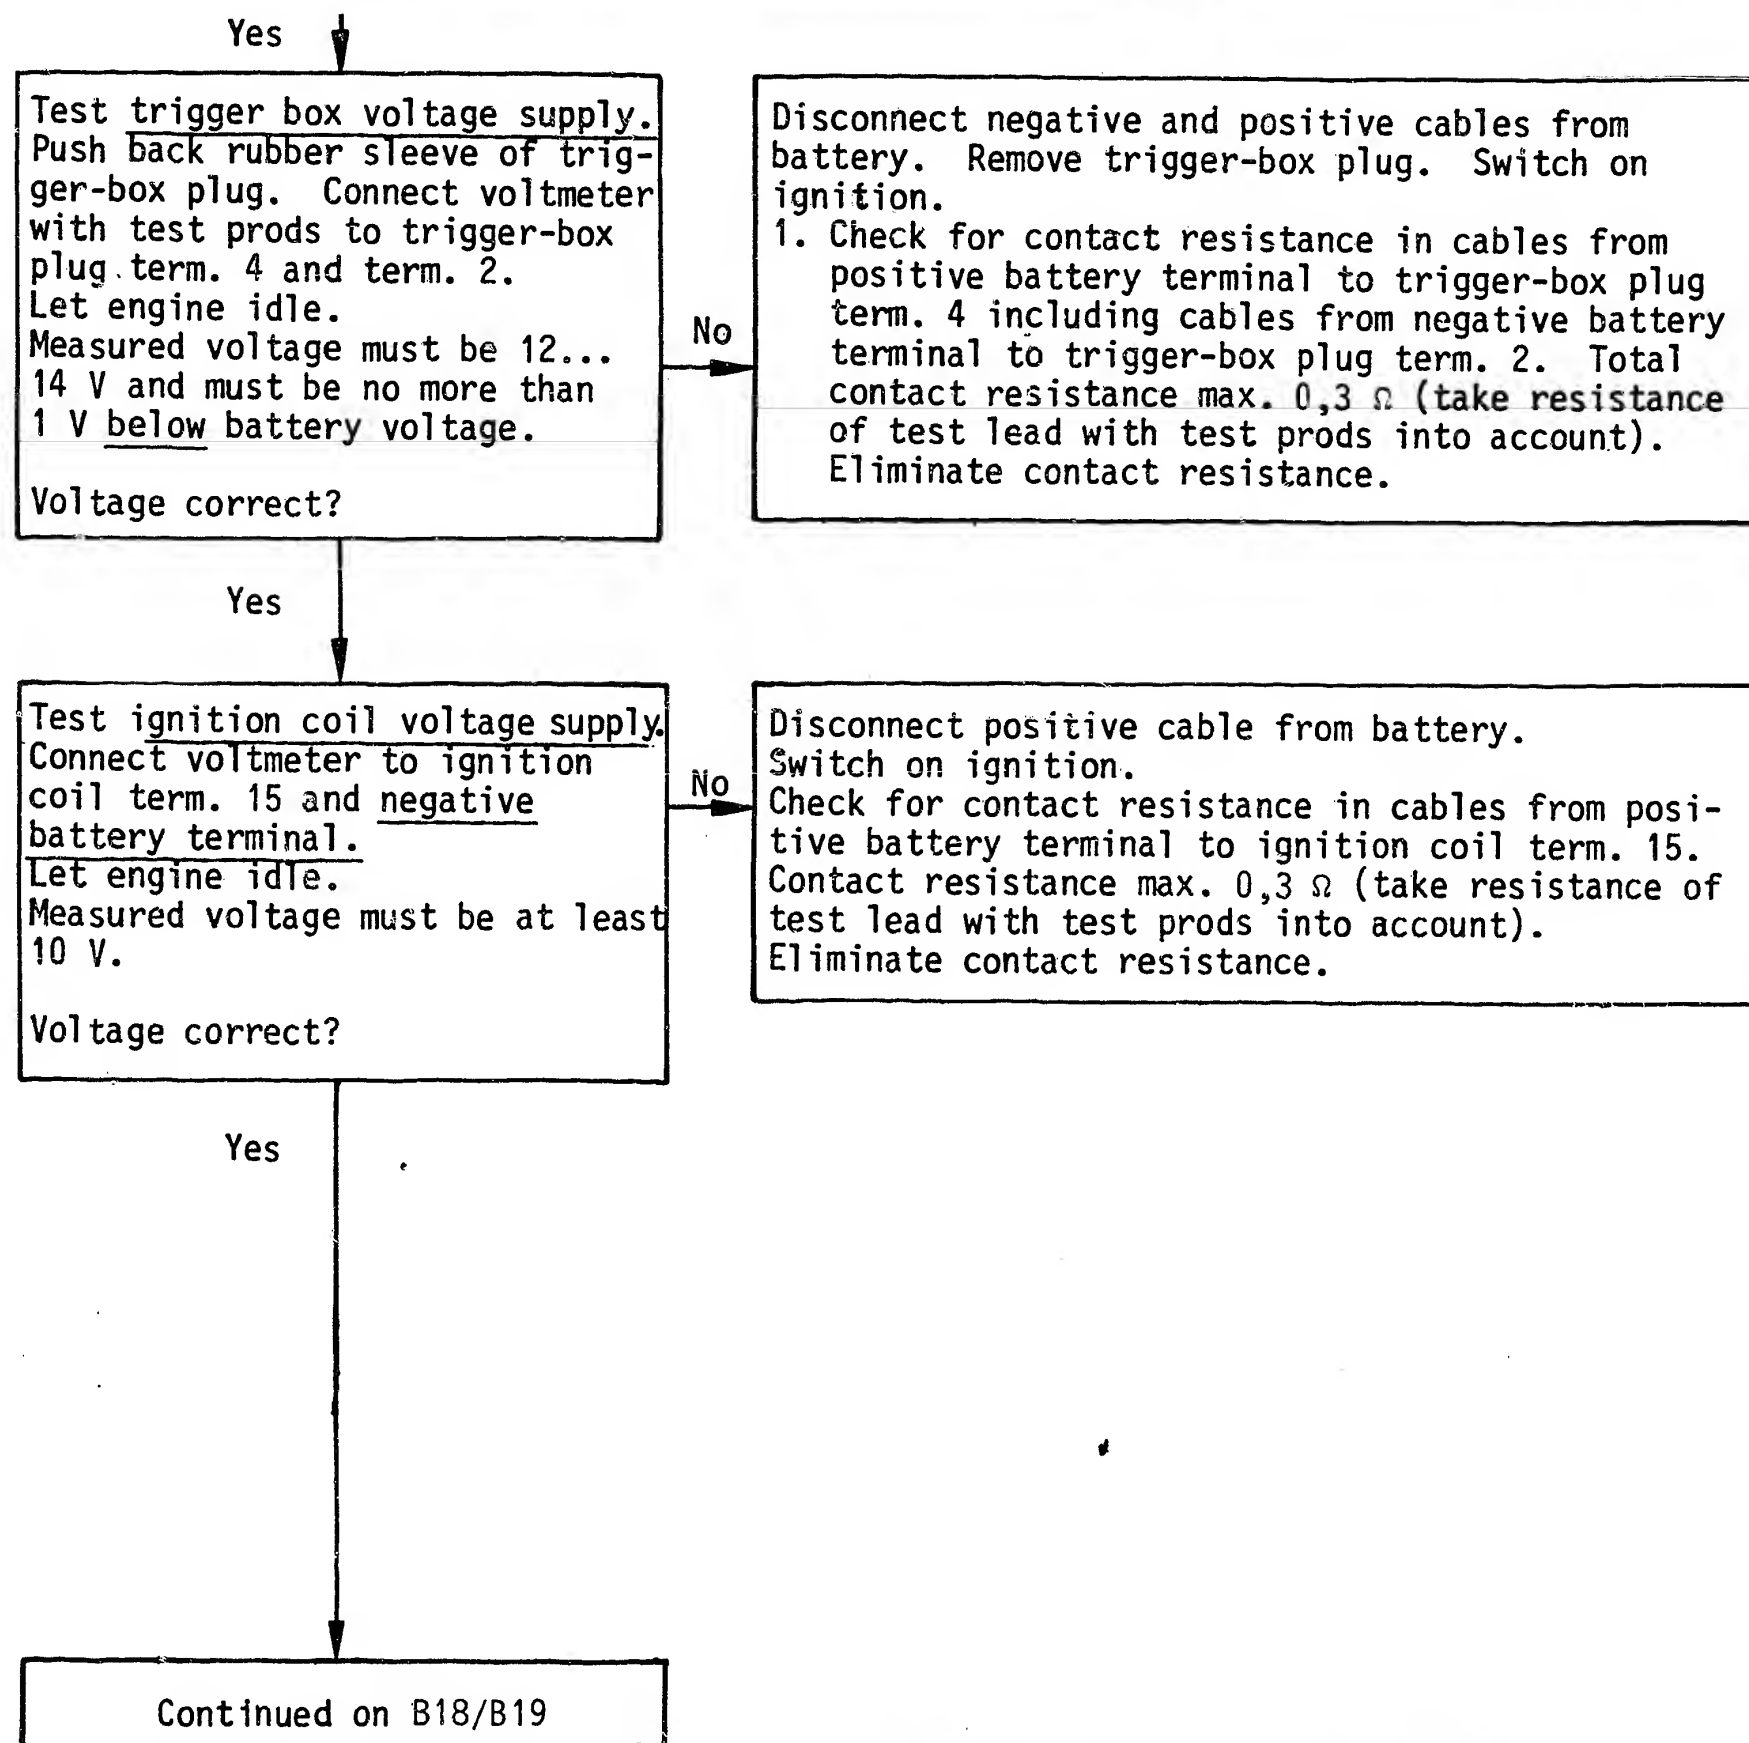 Yes
Test trigger box voltage supply.
Push back rubber sleeve of trig-
ger-box plug. Connect voltmeter
with test prods to trigger-box
plug term. 4 and term. 2.
Let engine idle.
Measured voltage must be 12...
14 V and must be no more than
1 V below battery voltage.
Voltage correct?
No
Disconnect negative and positive cables from
battery. Remove trigger-box plug. Switch on
ignition.
1. Check for contact resistance in cables from
positive battery terminal to trigger-box plug
term. 4 including cables from negative battery
terminal to trigger-box plug term. 2. Total
contact resistance max. 0,3 Ω (take resistance
of test lead with test prods into account).
Eliminate contact resistance.
Yes
Test ignition coil voltage supply.
Connect voltmeter to ignition
coil term. 15 and negative
battery terminal.
Let engine idle.
Measured voltage must be at least
10 V.
Voltage correct?
No
Disconnect positive cable from battery.
Switch on ignition.
Check for contact resistance in cables from posi-
tive battery terminal to ignition coil term. 15.
Contact resistance max. 0,3 Ω (take resistance of
test lead with test prods into account).
Eliminate contact resistance.
Yes
Continued on B18/B19